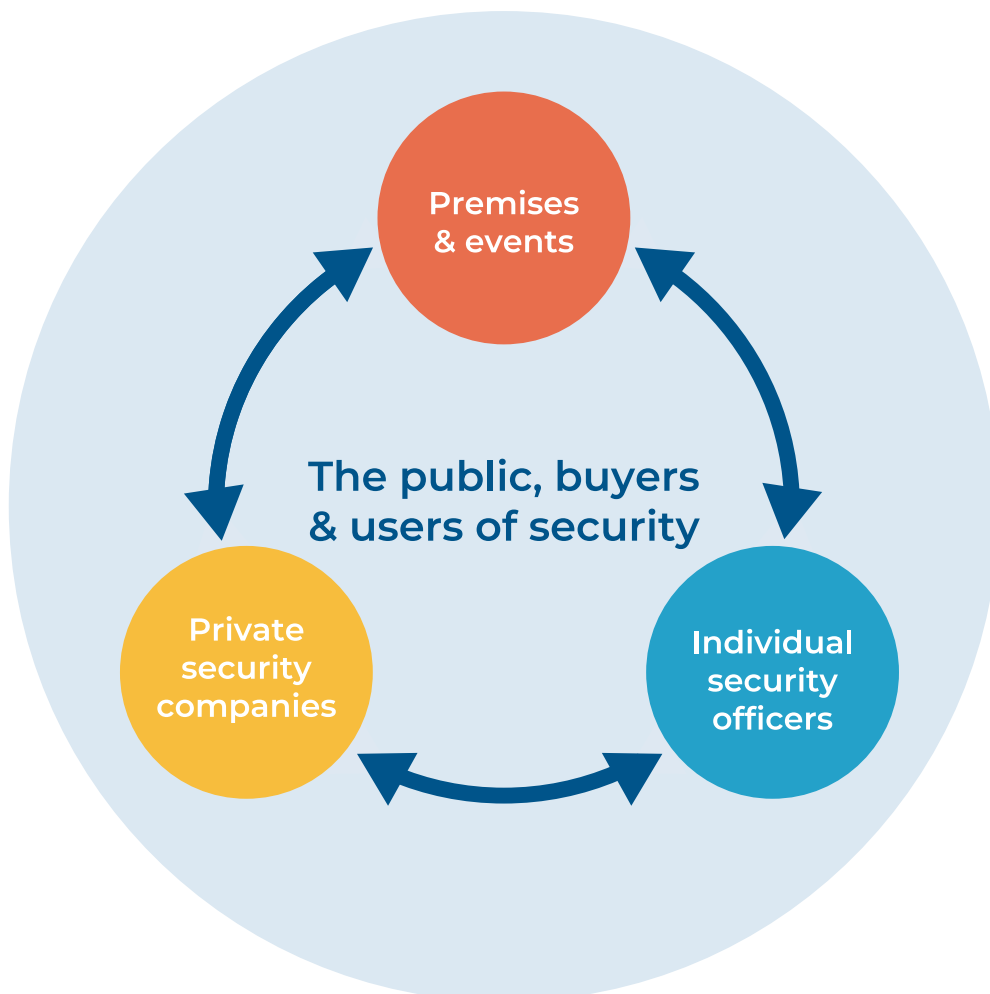 Premises
& events
The public, buyers
& users of security
Private
security
companies
Individual
security
officers